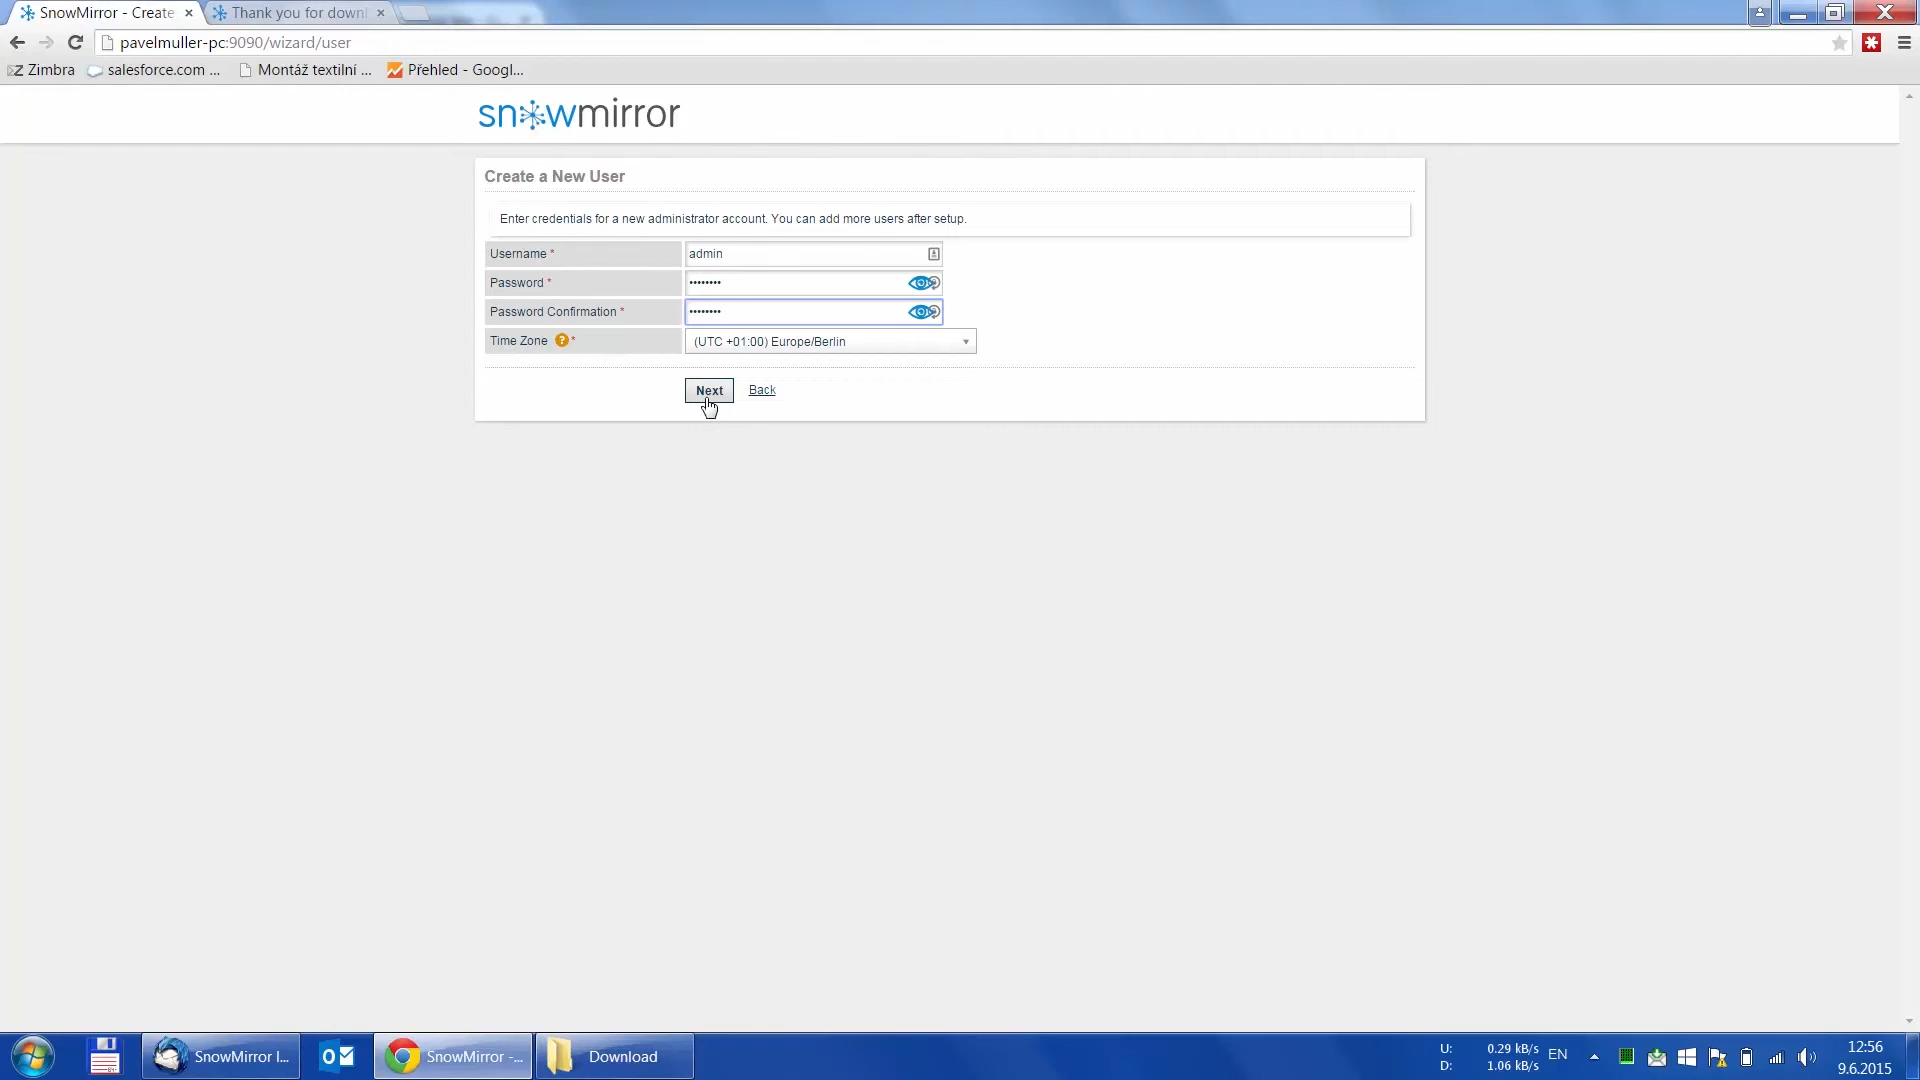 SnowMirror - Create
Thank you for down
pavelmuller-pc:9090/wizard/user
Zimbra
salesforce.com ...
Montáž textilní ...
Přehled - Googl...
snowmirror
Create a New User
Enter credentials for a new administrator account. You can add more users after setup.
Username *
admin
Password *
••••••••
Password Confirmation *
••••••••
Time Zone ? *
(UTC +01:00) Europe/Berlin
Next
Back
SnowMirror I...
SnowMirror -...
Download
U: 0.29 kB/s
D: 1.06 kB/s
EN
12:56
9.6.2015